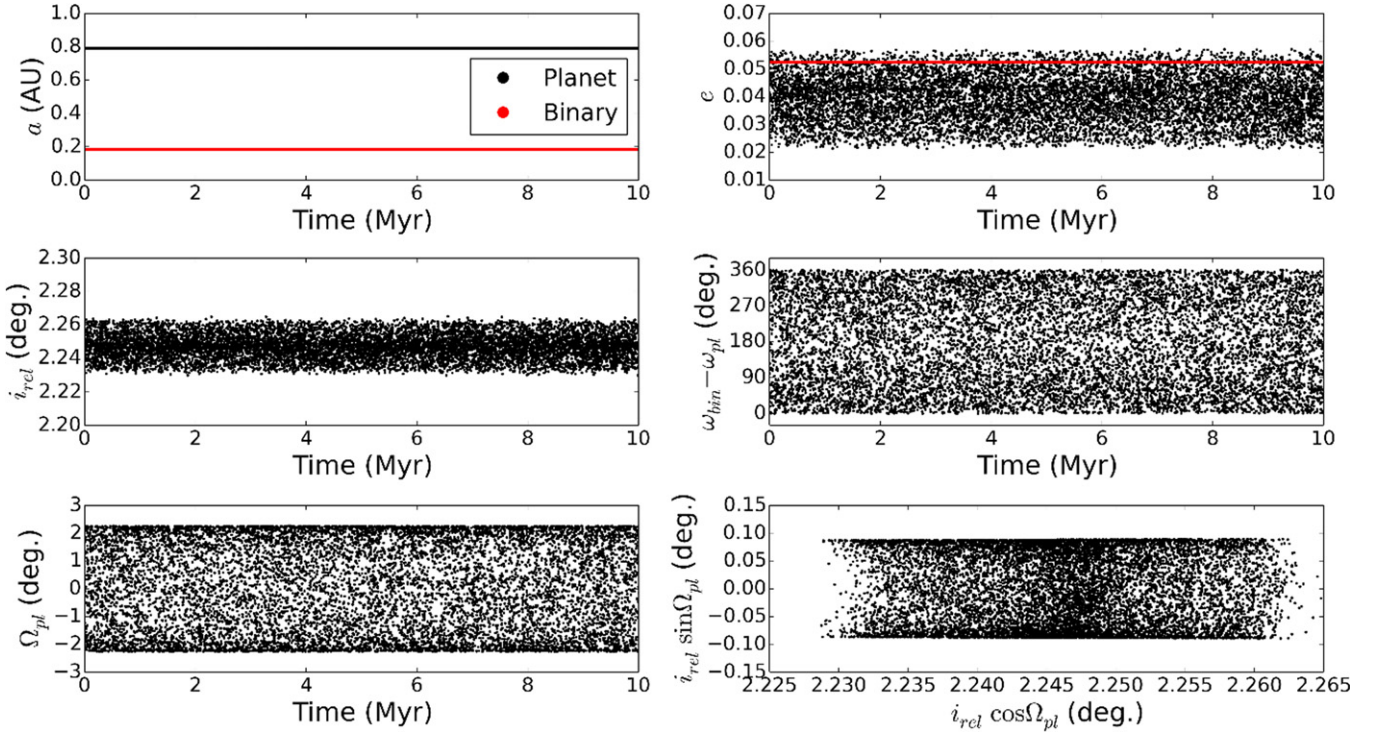 1.0
0.8
0.6
0.4
0.2
0.0
a (AU)
Planet
Binary
0 2 4 6 8 10
Time (Myr)
0.07
0.06
0.05
0.04
0.03
0.02
0.01
e
0 2 4 6 8 10
Time (Myr)
2.30
2.28
2.26
2.24
2.22
2.20
i_rel (deg.)
0 2 4 6 8 10
Time (Myr)
360
270
180
90
0
ω_bin−ω_pl (deg.)
0 2 4 6 8 10
Time (Myr)
3
2
1
0
−1
−2
−3
Ω_pl (deg.)
0 2 4 6 8 10
Time (Myr)
0.15
0.10
0.05
0.00
−0.05
−0.10
−0.15
i_rel sinΩ_pl (deg.)
2.225 2.230 2.235 2.240 2.245 2.250 2.255 2.260 2.265
i_rel cosΩ_pl (deg.)